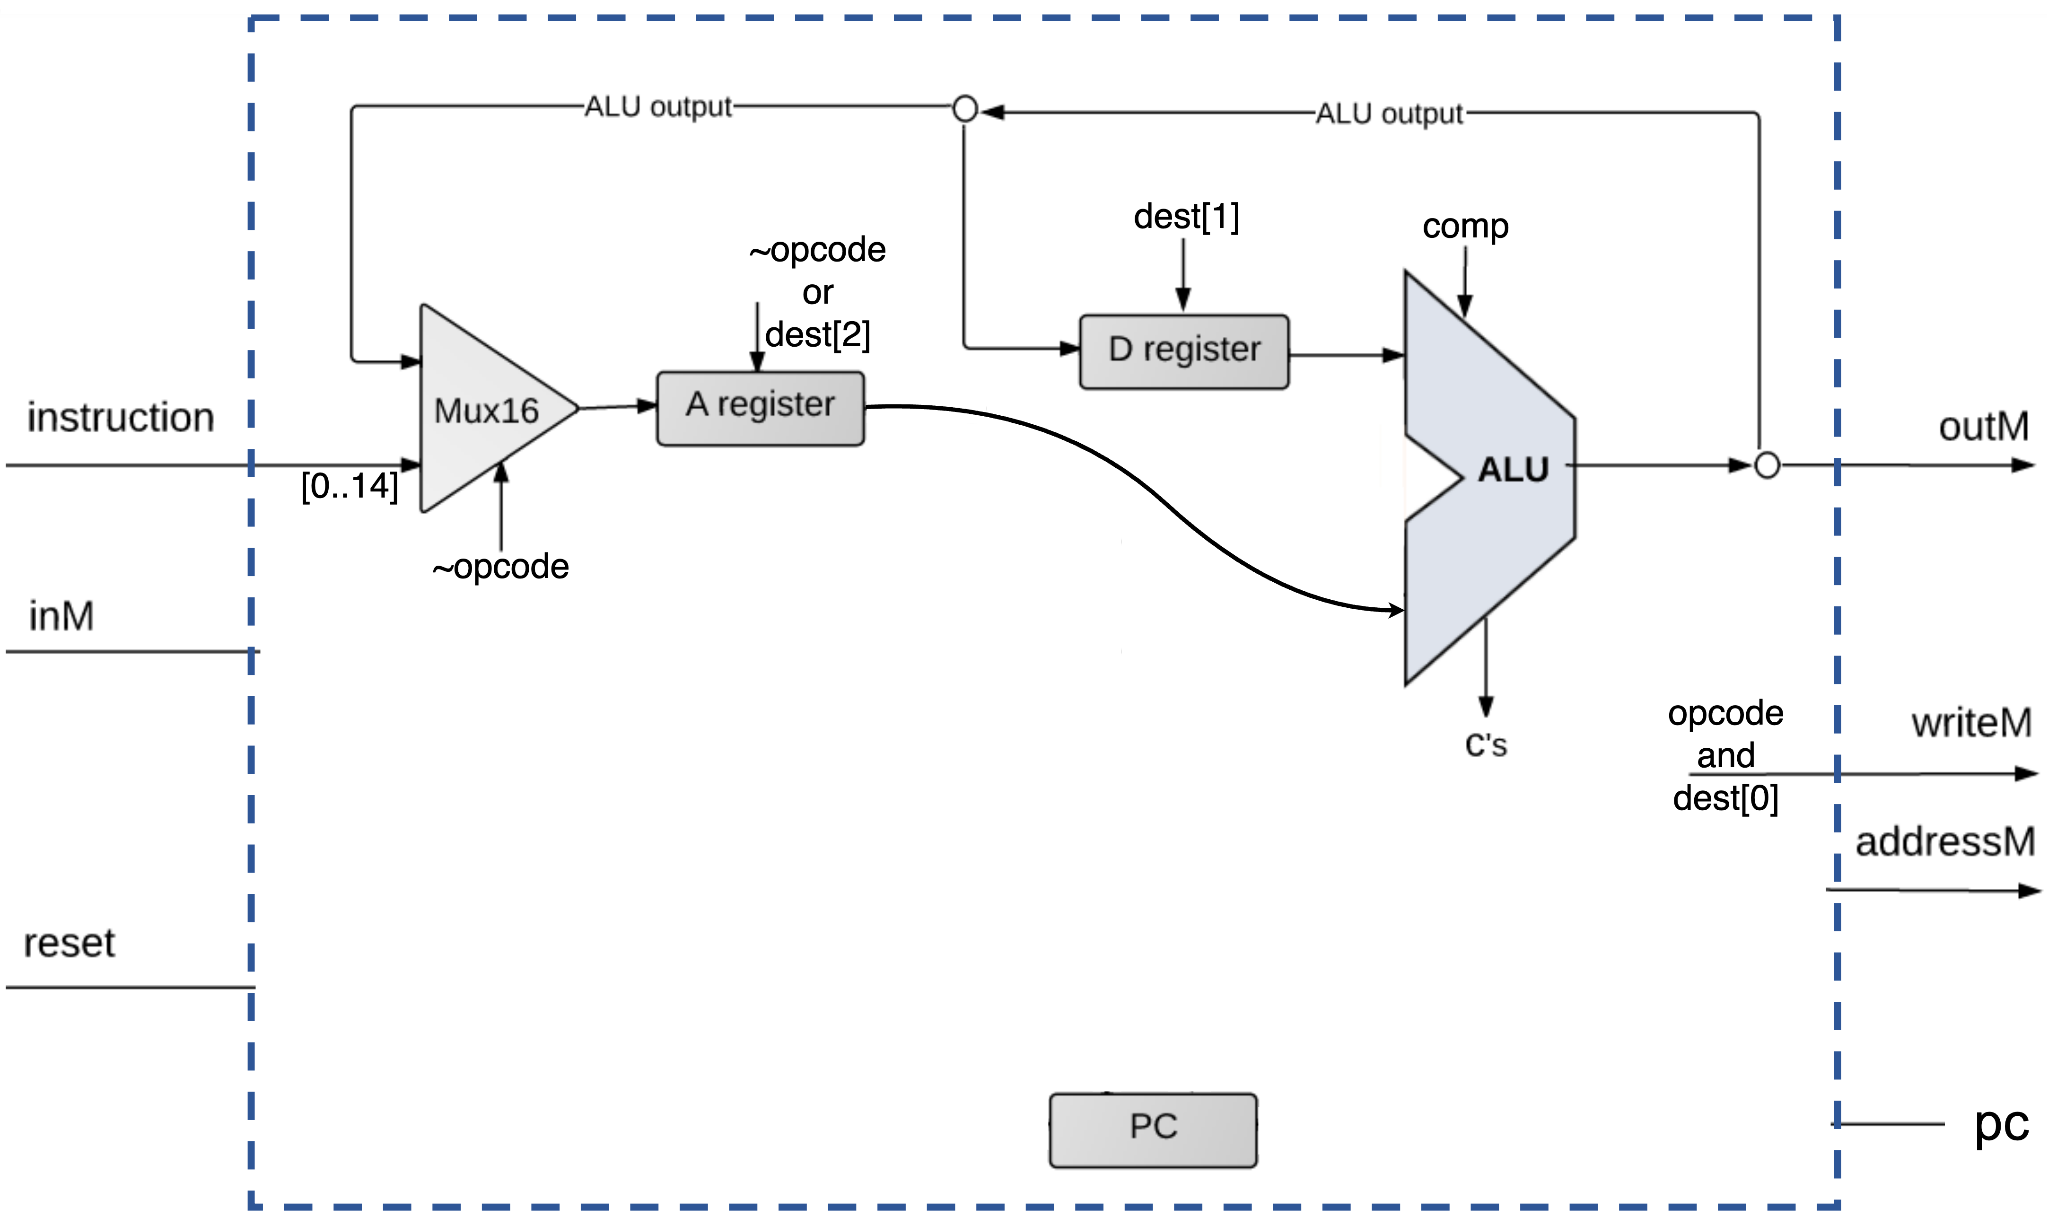 ALU output
ALU output
dest[1]
comp
~opcode
or
dest[2]
D register
A register
Mux16
instruction
[0..14]
~opcode
ALU
outM
inM
opcode
and
dest[0]
writeM
c's
addressM
reset
PC
pc